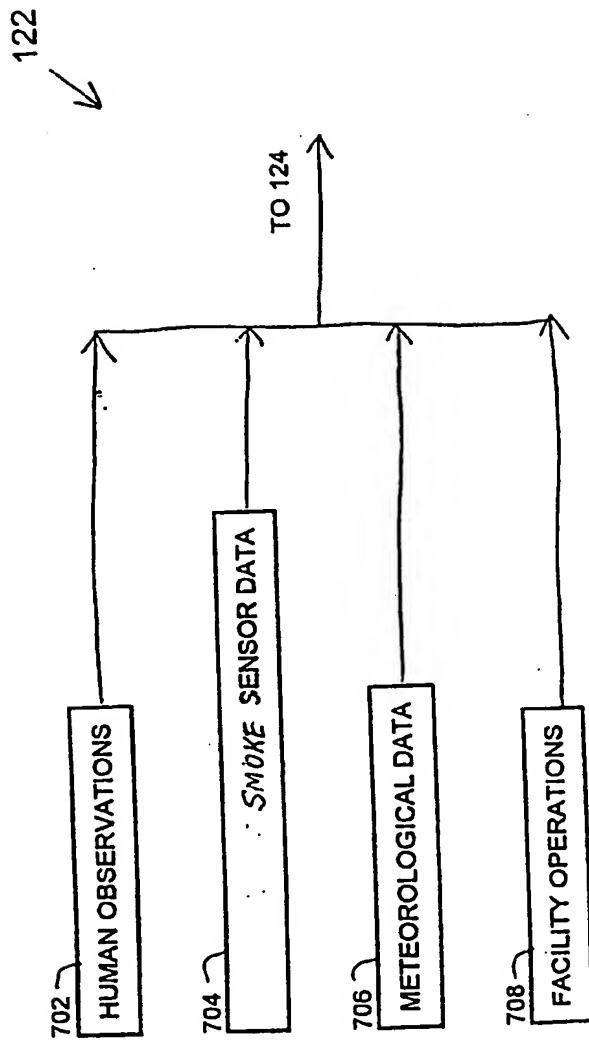 122
TO 124
702
HUMAN OBSERVATIONS
704
SMOKE SENSOR DATA
706
METEOROLOGICAL DATA
708
FACILITY OPERATIONS